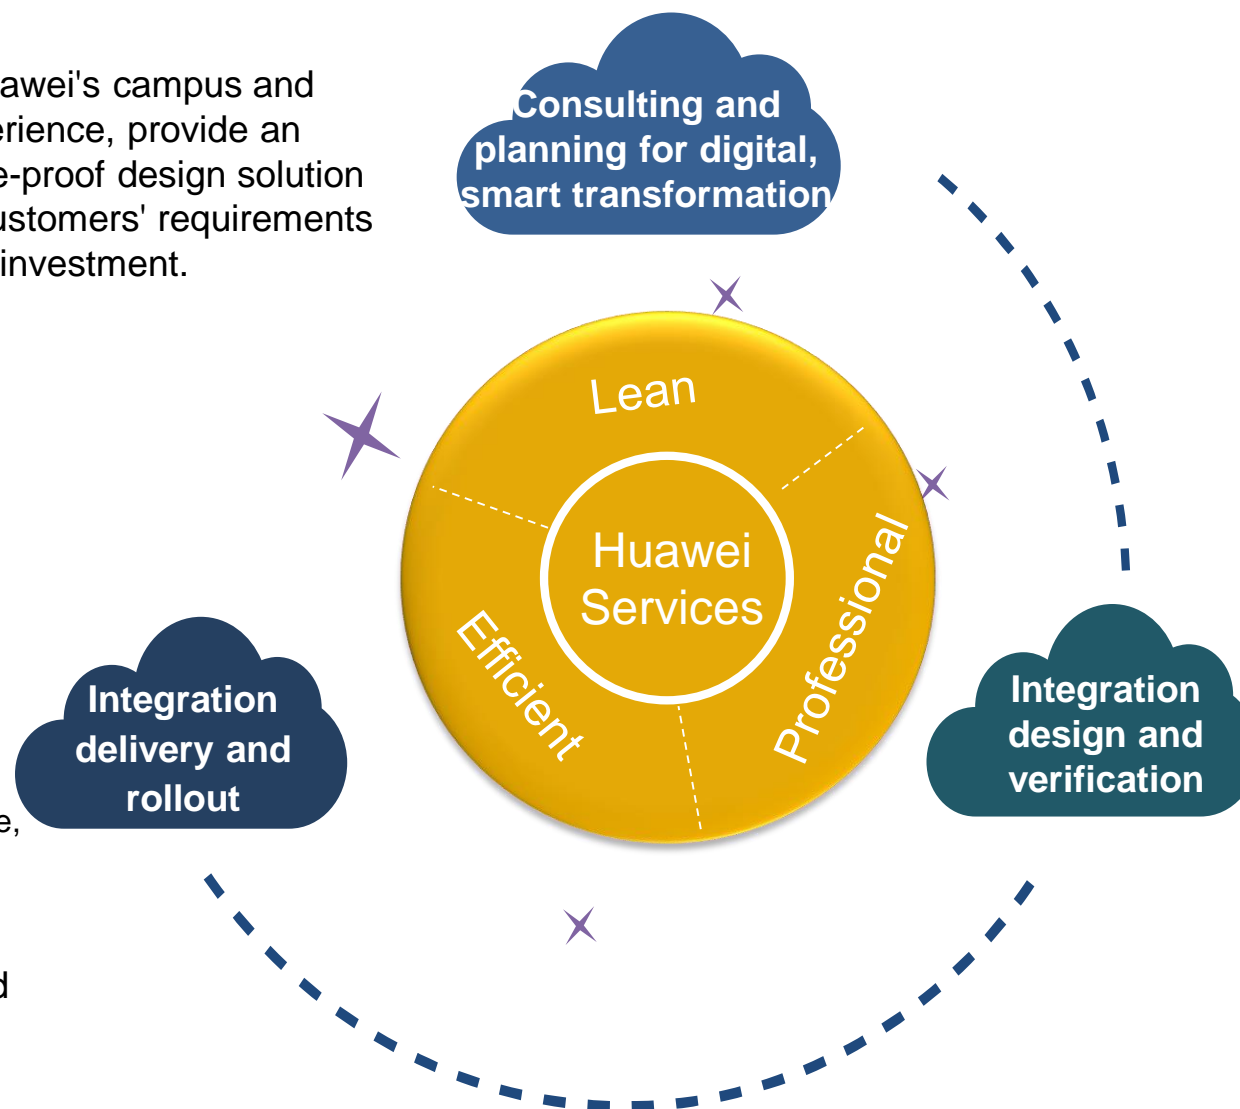 awei's campus and
erience, provide an
e-proof design solution
ustomers' requirements
investment.
Consulting and
planning for digital,
smart transformation
Lean
Huawei
Services
Professional
Efficient
Integration
delivery and
rollout
Integration
design and
verification
e,
d